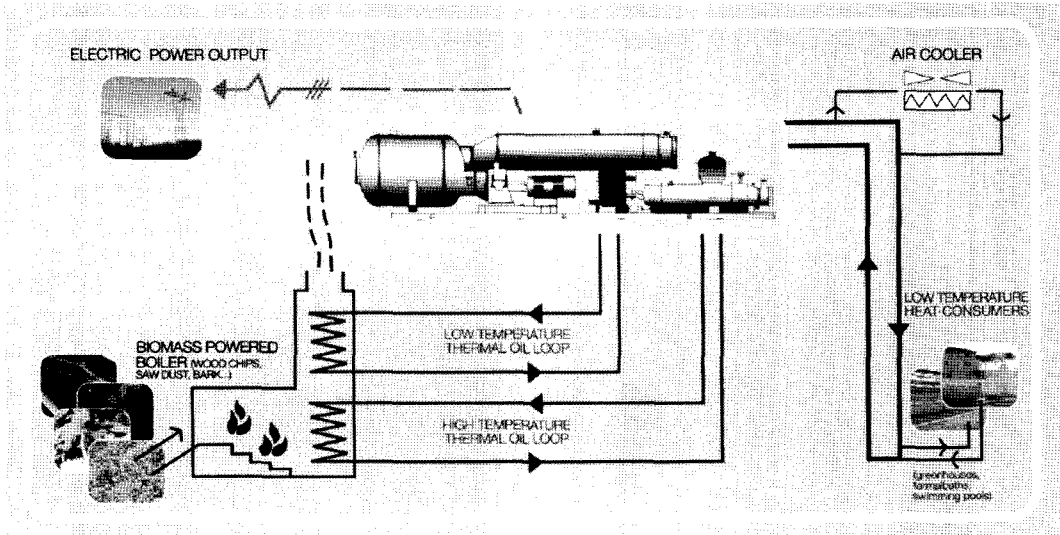 ELECTRIC POWER OUTPUT
AIR COOLER
LOW TEMPERATURE
HEAT CONSUMERS
LOW TEMPERATURE
THERMAL OIL LOOP
BIOMASS POWERED
BOILER (WOOD CHIPS,
SAW DUST, BARK...)
HIGH TEMPERATURE
THERMAL OIL LOOP
(greenhouses,
swimming pools)